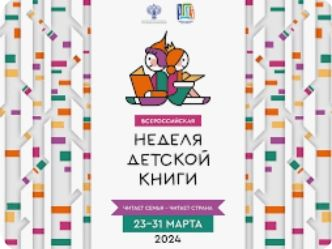 ВСЕРОССИЙСКАЯ
НЕДЕЛЯ
ДЕТСКОЙ
КНИГИ
ЧИТАЕТ СЕМЬЯ - ЧИТАЕТ СТРАНА
23-31 МАРТА
2024